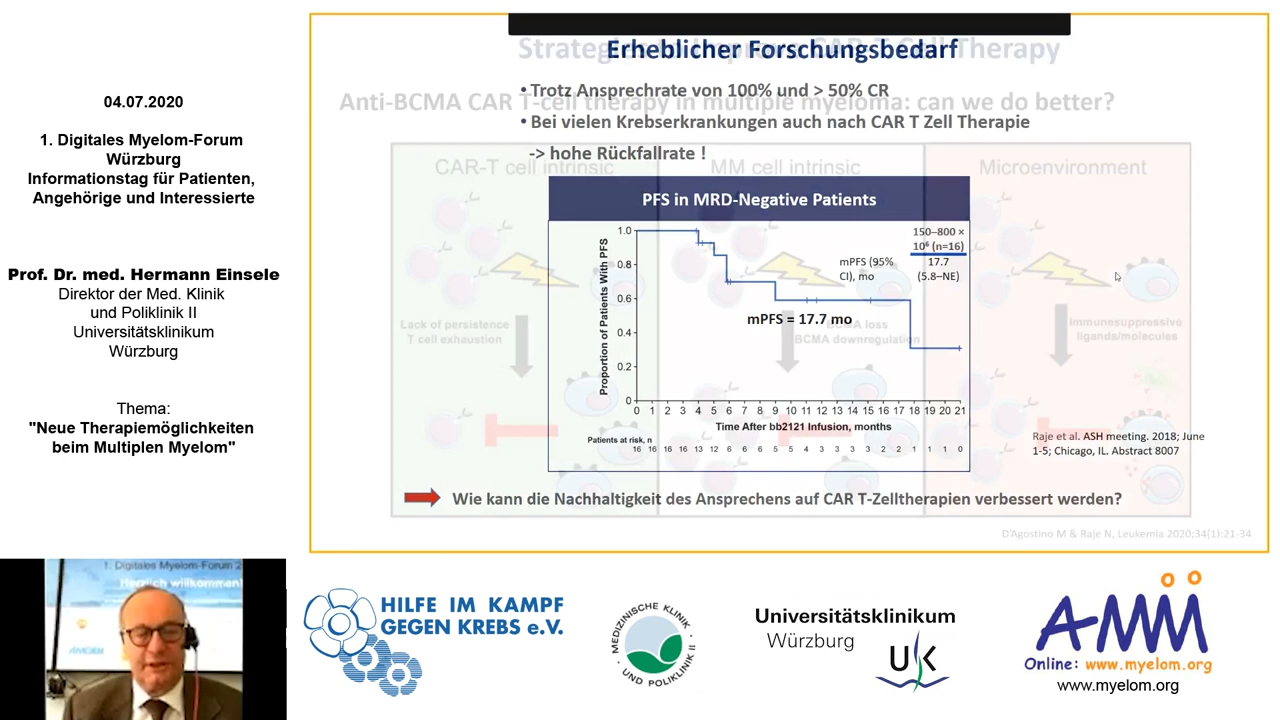 04.07.2020
1. Digitales Myelom-Forum
Würzburg
Informationstag für Patienten,
Angehörige und Interessierte
Prof. Dr. med. Hermann Einsele
Direktor der Med. Klinik
und Poliklinik II
Universitätsklinikum
Würzburg
Thema:
"Neue Therapiemöglichkeiten
beim Multiplen Myelom"
Erheblicher Forschungsbedarf
Therapy
Anti-BCMA CAR T-cell therapy in multiple myeloma: can we do better?
• Trotz Ansprechrate von 100% und > 50% CR
• Bei vielen Krebserkrankungen auch nach CAR T Zell Therapie
-> hohe Rückfallrate !
CAR-T cell intrinsic
MM cell intrinsic
Microenvironment
PFS in MRD-Negative Patients
150–800 ×
10⁶ (n=16)
mPFS (95%
CI), mo
17.7
(5.8–NE)
Proportion of Patients With PFS
1.0
0.8
0.6
0.4
0.2
0
mPFS = 17.7 mo
0 1 2 3 4 5 6 7 8 9 10 11 12 13 14 15 16 17 18 19 20 21
Time After bb2121 Infusion, months
Patients at risk, n
16 16 16 16 13 12 6 6 6 5 5 4 3 3 3 3 2 2 1 1 1 0
Lack of persistence
T cell exhaustion
BCMA loss
BCMA downregulation
Immunesuppressive
ligands/molecules
Raje et al. ASH meeting. 2018; June
1-5; Chicago, IL. Abstract 8007
Wie kann die Nachhaltigkeit des Ansprechens auf CAR T-Zelltherapien verbessert werden?
D'Agostino M & Raje N, Leukemia 2020;34(1):21-34
1. Digitales Myelom-Forum 2
Herzlich willkommen!
AMGEN
HILFE IM KAMPF
GEGEN KREBS e.V.
MEDIZINISCHE KLINIK
UND POLIKLINIK II
Universitätsklinikum
Würzburg
UK
AMM
Online: www.myelom.org
www.myelom.org